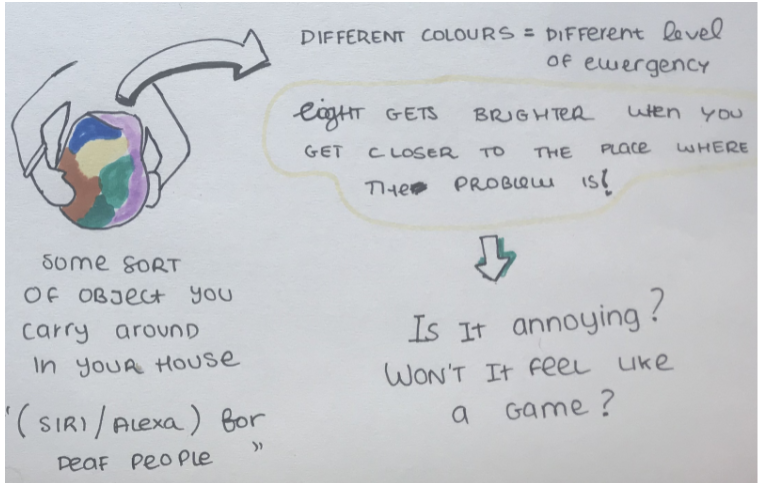 DIFFERENT COLOURS = DIFFERENT level
OF emergency
light GETS BRIGHTER WHEN YOU
GET CLOSER TO THE PLACE WHERE
THE PROBLEM IS!
Is It annoying?
WON'T It FEEL LIKE
a GAME?
some SORT
OF OBJect you
carry around
In your House
"(SIRI/Alexa) for
DEAF PEOPLE"